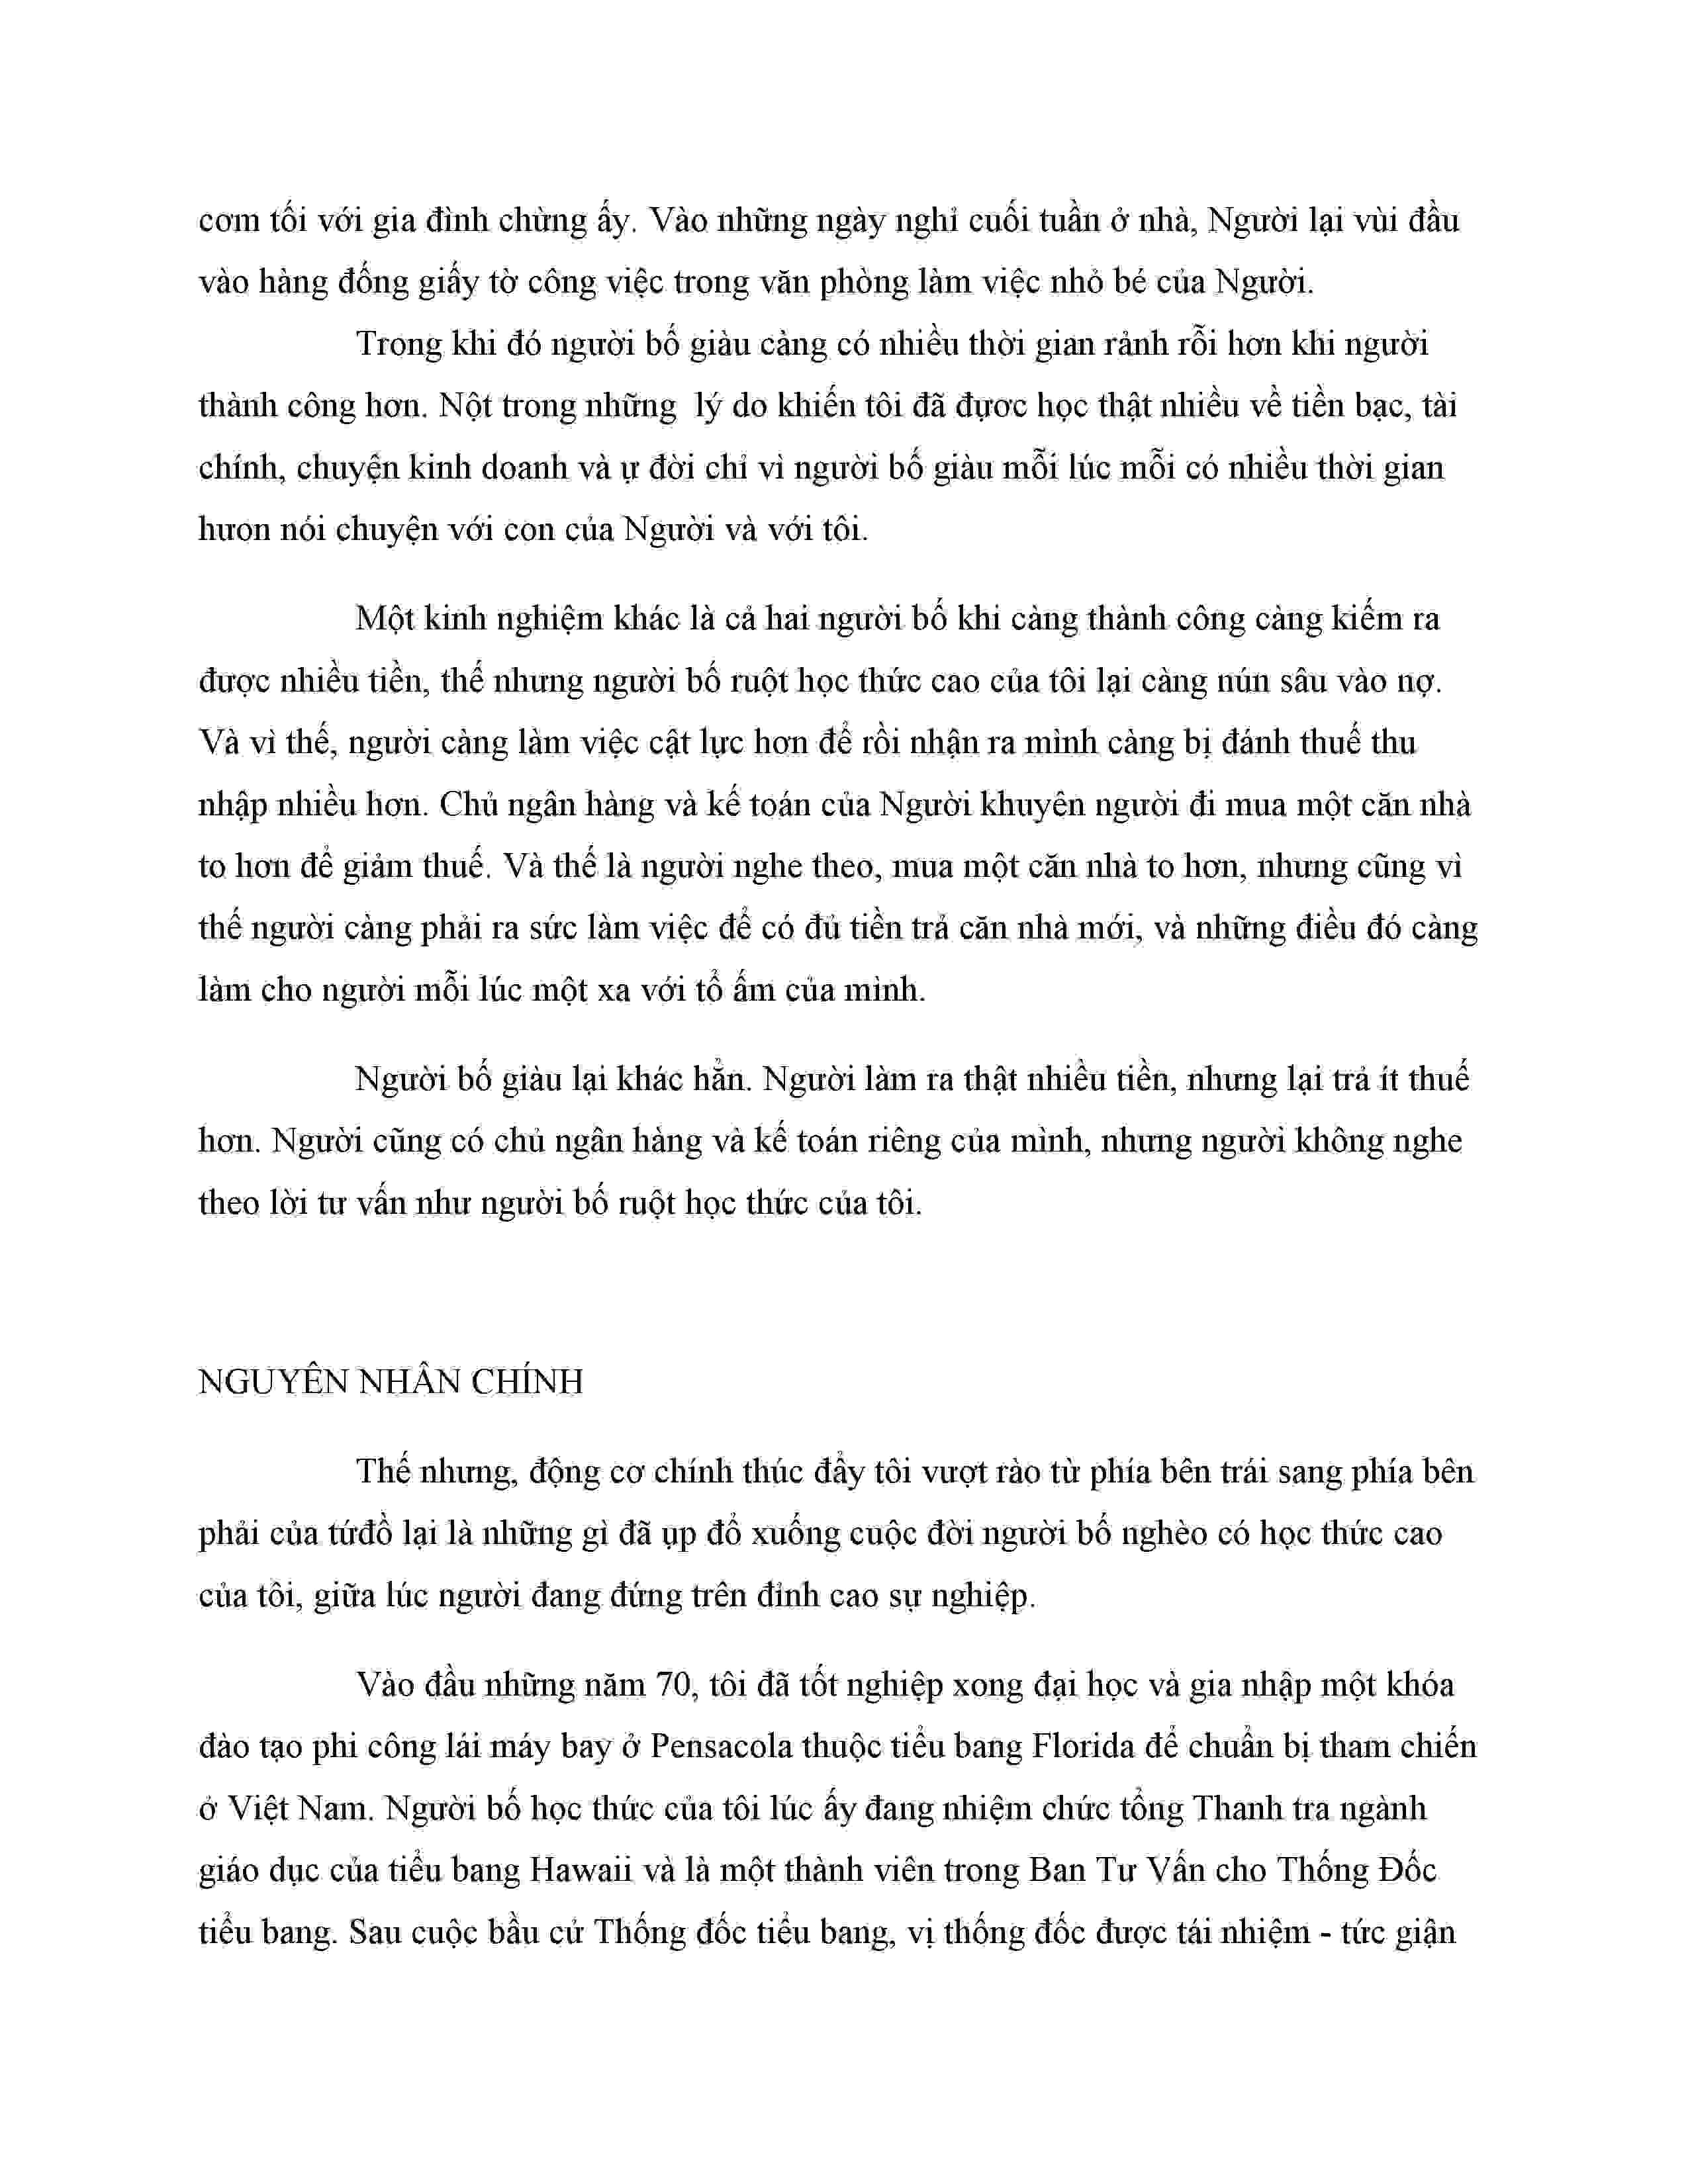 cơm tối với gia đình chừng ấy. Vào những ngày nghỉ cuối tuần ở nhà, Người lại vùi đầu
vào hàng đống giấy tờ công việc trong văn phòng làm việc nhỏ bé của Người.
Trong khi đó người bố giàu càng có nhiều thời gian rảnh rỗi hơn khi người
thành công hơn. Nột trong những lý do khiến tôi đã đựơc học thật nhiều về tiền bạc, tài
chính, chuyện kinh doanh và ự đời chỉ vì người bố giàu mỗi lúc mỗi có nhiều thời gian
hưon nói chuyện với con của Người và với tôi.
Một kinh nghiệm khác là cả hai người bố khi càng thành công càng kiếm ra
được nhiều tiền, thế nhưng người bố ruột học thức cao của tôi lại càng nún sâu vào nợ.
Và vì thế, người càng làm việc cật lực hơn để rồi nhận ra mình càng bị đánh thuế thu
nhập nhiều hơn. Chủ ngân hàng và kế toán của Người khuyên người đi mua một căn nhà
to hơn để giảm thuế. Và thế là người nghe theo, mua một căn nhà to hơn, nhưng cũng vì
thế người càng phải ra sức làm việc để có đủ tiền trả căn nhà mới, và những điều đó càng
làm cho người mỗi lúc một xa với tổ ấm của mình.
Người bố giàu lại khác hẳn. Người làm ra thật nhiều tiền, nhưng lại trả ít thuế
hơn. Người cũng có chủ ngân hàng và kế toán riêng của mình, nhưng người không nghe
theo lời tư vấn như người bố ruột học thức của tôi.
NGUYÊN NHÂN CHÍNH
Thế nhưng, động cơ chính thúc đẩy tôi vượt rào từ phía bên trái sang phía bên
phải của tứđồ lại là những gì đã ụp đổ xuống cuộc đời người bố nghèo có học thức cao
của tôi, giữa lúc người đang đứng trên đỉnh cao sự nghiệp.
Vào đầu những năm 70, tôi đã tốt nghiệp xong đại học và gia nhập một khóa
đào tạo phi công lái máy bay ở Pensacola thuộc tiểu bang Florida để chuẩn bị tham chiến
ở Việt Nam. Người bố học thức của tôi lúc ấy đang nhiệm chức tổng Thanh tra ngành
giáo dục của tiểu bang Hawaii và là một thành viên trong Ban Tư Vấn cho Thống Đốc
tiểu bang. Sau cuộc bầu cử Thống đốc tiểu bang, vị thống đốc được tái nhiệm - tức giận